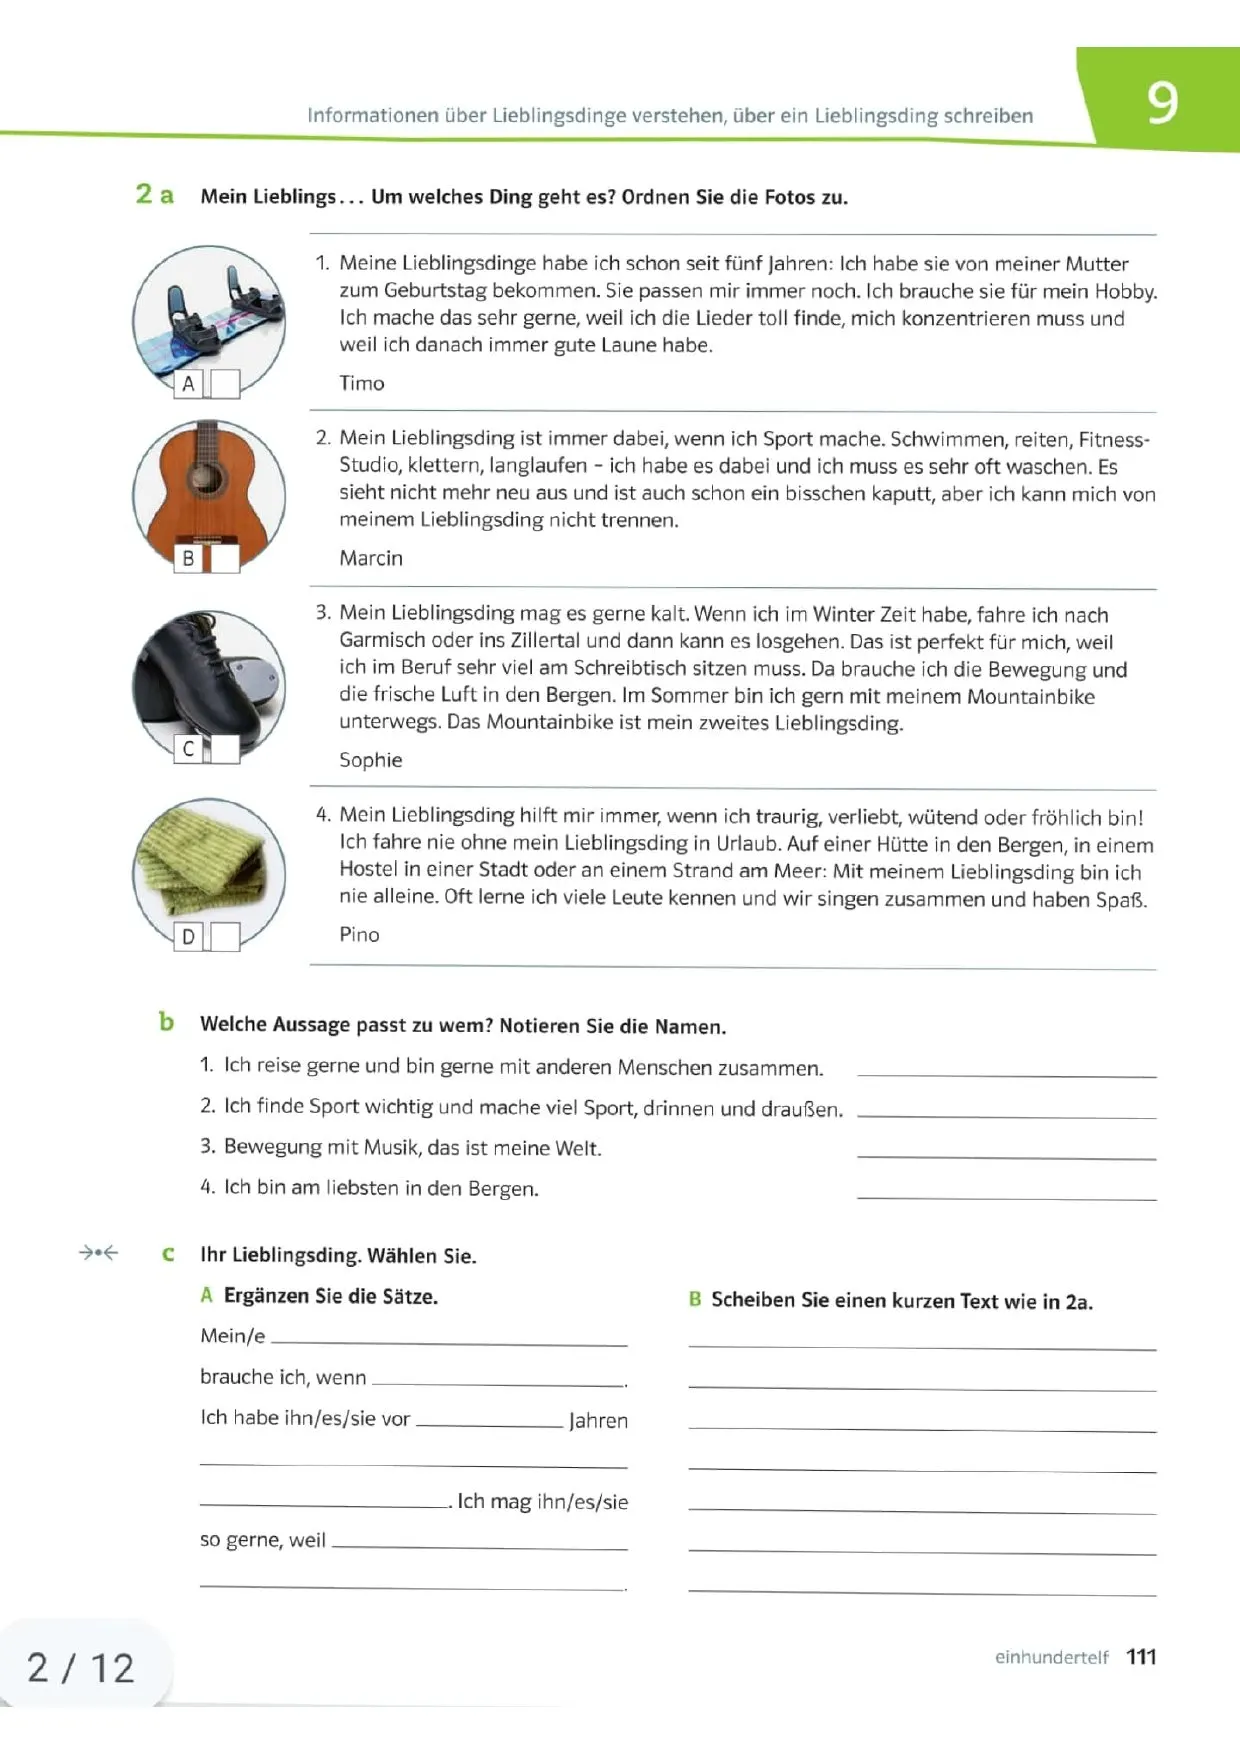 Informationen über Lieblingsdinge verstehen, über ein Lieblingsding schreiben
9
2 a Mein Lieblings... Um welches Ding geht es? Ordnen Sie die Fotos zu.
1. Meine Lieblingsdinge habe ich schon seit fünf Jahren: Ich habe sie von meiner Mutter
zum Geburtstag bekommen. Sie passen mir immer noch. Ich brauche sie für mein Hobby.
Ich mache das sehr gerne, weil ich die Lieder toll finde, mich konzentrieren muss und
weil ich danach immer gute Laune habe.
Timo
A
2. Mein Lieblingsding ist immer dabei, wenn ich Sport mache. Schwimmen, reiten, Fitness-
Studio, klettern, langlaufen – ich habe es dabei und ich muss es sehr oft waschen. Es
sieht nicht mehr neu aus und ist auch schon ein bisschen kaputt, aber ich kann mich von
meinem Lieblingsding nicht trennen.
Marcin
B
3. Mein Lieblingsding mag es gerne kalt. Wenn ich im Winter Zeit habe, fahre ich nach
Garmisch oder ins Zillertal und dann kann es losgehen. Das ist perfekt für mich, weil
ich im Beruf sehr viel am Schreibtisch sitzen muss. Da brauche ich die Bewegung und
die frische Luft in den Bergen. Im Sommer bin ich gern mit meinem Mountainbike
unterwegs. Das Mountainbike ist mein zweites Lieblingsding.
Sophie
C
4. Mein Lieblingsding hilft mir immer, wenn ich traurig, verliebt, wütend oder fröhlich bin!
Ich fahre nie ohne mein Lieblingsding in Urlaub. Auf einer Hütte in den Bergen, in einem
Hostel in einer Stadt oder an einem Strand am Meer: Mit meinem Lieblingsding bin ich
nie alleine. Oft lerne ich viele Leute kennen und wir singen zusammen und haben Spaß.
Pino
D
b Welche Aussage passt zu wem? Notieren Sie die Namen.
1. Ich reise gerne und bin gerne mit anderen Menschen zusammen.
2. Ich finde Sport wichtig und mache viel Sport, drinnen und draußen.
3. Bewegung mit Musik, das ist meine Welt.
4. Ich bin am liebsten in den Bergen.
c Ihr Lieblingsding. Wählen Sie.
A Ergänzen Sie die Sätze.
Mein/e
brauche ich, wenn .
Ich habe ihn/es/sie vor Jahren
. Ich mag ihn/es/sie
so gerne, weil
.
B Scheiben Sie einen kurzen Text wie in 2a.
2 / 12
einhundertelf 111